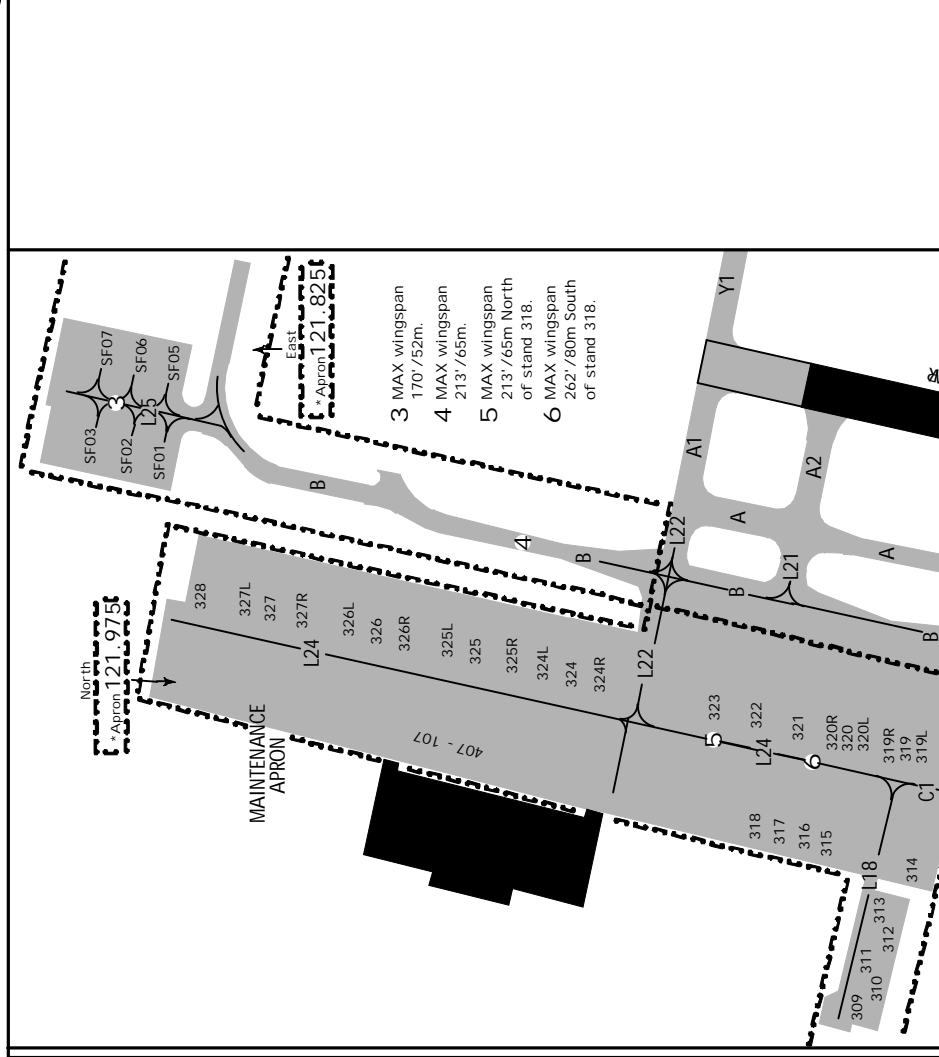 SF07
SF06
SF05
SF03
SF02
SF01
3
L25
East
*Apron 121.825
3 MAX wingspan
170'/52m.
4 MAX wingspan
213'/65m.
5 MAX wingspan
213'/65m North
of stand 318.
6 MAX wingspan
262'/80m South
of stand 318.
Y1
A1
A2
A
A
B
4
B
L22
L21
B
B
North
*Apron 121.975
328
327L
327
327R
326L
326
326R
325L
325
325R
324L
324
324R
L24
MAINTENANCE
APRON
407 - 107
L22
5
323
322
L24
321
6
320R
320
320L
319R
319
319L
C1
318
317
316
315
314
L18
313
312
311
310
309